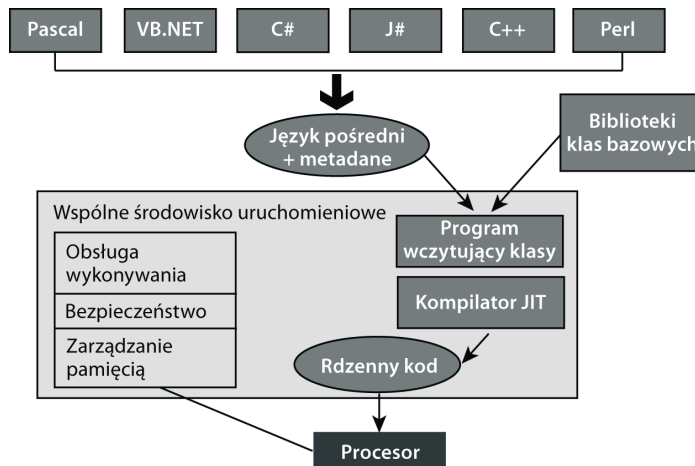 Pascal
VB.NET
C#
J#
C++
Perl
Język pośredni
+ metadane
Biblioteki
klas bazowych
Wspólne środowisko uruchomieniowe
Program
wczytujący klasy
Obsługa
wykonywania
Bezpieczeństwo
Zarządzanie
pamięcią
Kompilator JIT
Rdzenny kod
Procesor